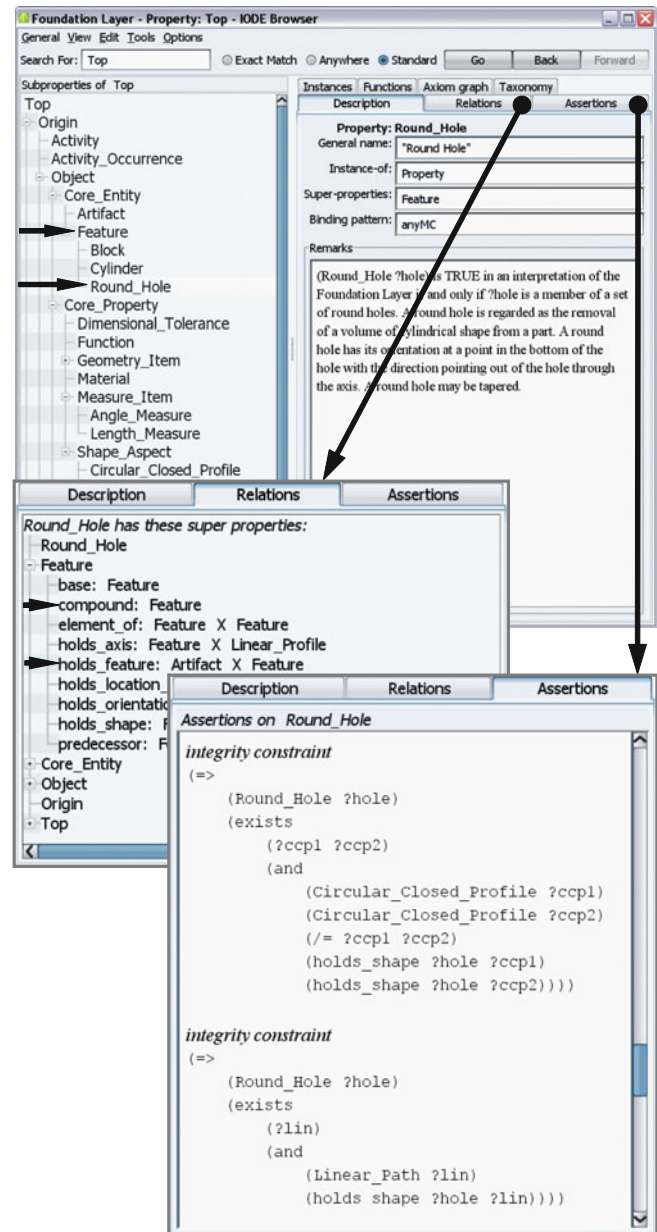 Foundation Layer - Property: Top - IODE Browser
General View Edit Tools Options
Search For: Top Exact Match Anywhere Standard Go Back Forward
Subproperties of Top
Top
Origin
Activity
Activity_Occurrence
Object
Core_Entity
Artifact
Feature
Block
Cylinder
Round_Hole
Core_Property
Dimensional_Tolerance
Function
Geometry_Item
Material
Measure_Item
Angle_Measure
Length_Measure
Shape_Aspect
Circular_Closed_Profile
Instances Functions Axiom graph Taxonomy
Description Relations Assertions
Property: Round_Hole
General name: "Round Hole"
Instance-of: Property
Super-properties: Feature
Binding pattern: anyMC
Remarks
(Round_Hole ?hole) is TRUE in an interpretation of the
Foundation Layer if and only if ?hole is a member of a set
of round holes. A round hole is regarded as the removal
of a volume of cylindrical shape from a part. A round
hole has its orientation at a point in the bottom of the
hole with the direction pointing out of the hole through
the axis. A round hole may be tapered.
Description Relations Assertions
Round_Hole has these super properties:
Round_Hole
Feature
base: Feature
compound: Feature
element_of: Feature X Feature
holds_axis: Feature X Linear_Profile
holds_feature: Artifact X Feature
holds_location_
holds_orientatio
holds_shape: F
predecessor: F
Core_Entity
Object
Origin
Top
Description Relations Assertions
Assertions on Round_Hole
integrity constraint
(=>
(Round_Hole ?hole)
(exists
(?ccp1 ?ccp2)
(and
(Circular_Closed_Profile ?ccp1)
(Circular_Closed_Profile ?ccp2)
(/= ?ccp1 ?ccp2)
(holds_shape ?hole ?ccp1)
(holds_shape ?hole ?ccp2))))
integrity constraint
(=>
(Round_Hole ?hole)
(exists
(?lin)
(and
(Linear_Path ?lin)
(holds shape ?hole ?lin))))